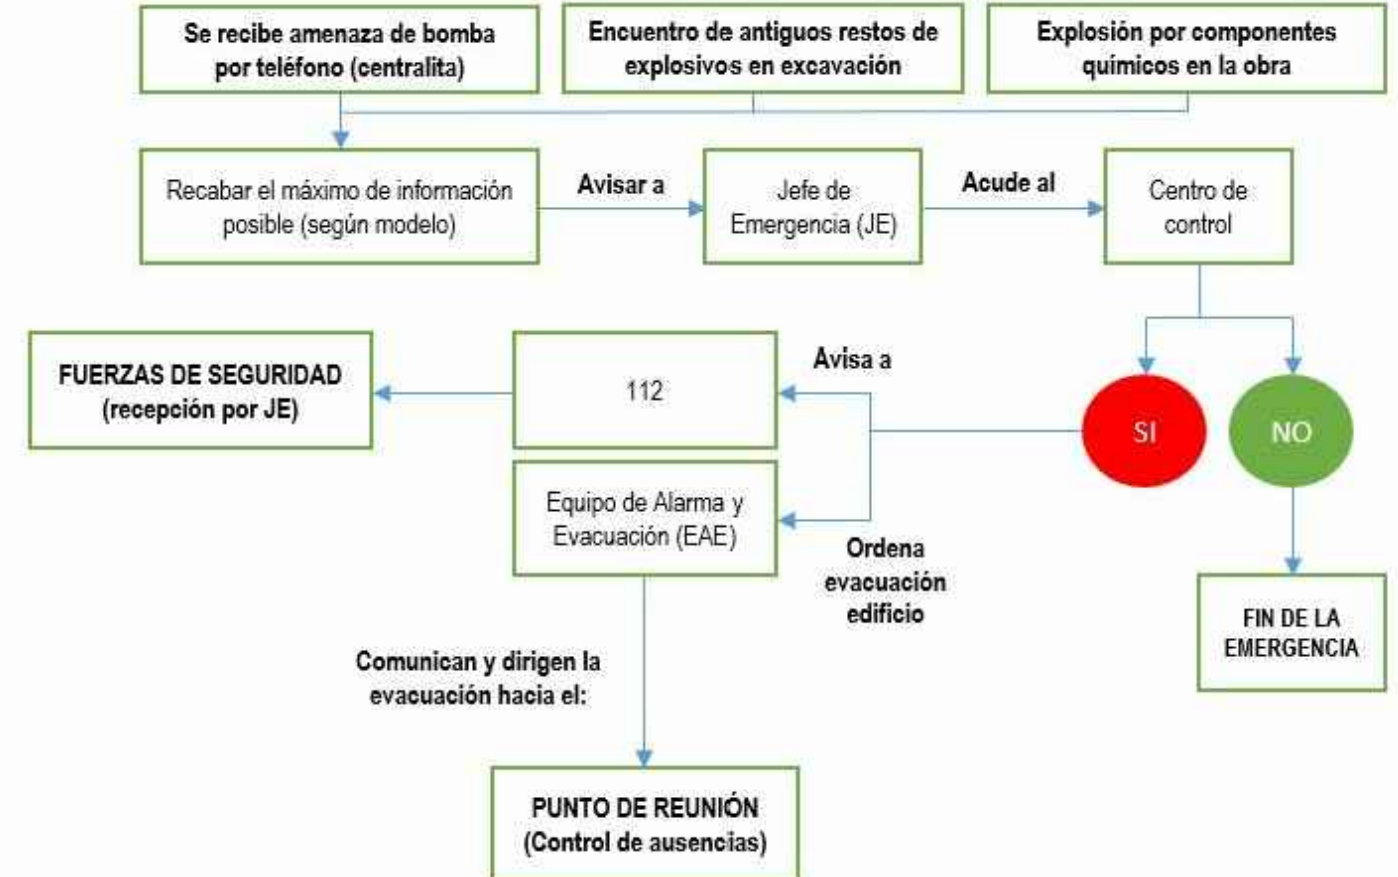 Se recibe amenaza de bomba
por teléfono (centralita)
Encuentro de antiguos restos de
explosivos en excavación
Explosión por componentes
químicos en la obra
Recabar el máximo de información
posible (según modelo)
Avisar a
Jefe de
Emergencia (JE)
Acude al
Centro de
control
FUERZAS DE SEGURIDAD
(recepción por JE)
112
Avisa a
SI
NO
Equipo de Alarma y
Evacuación (EAE)
Ordena
evacuación
edificio
FIN DE LA
EMERGENCIA
Comunican y dirigen la
evacuación hacia el:
PUNTO DE REUNIÓN
(Control de ausencias)